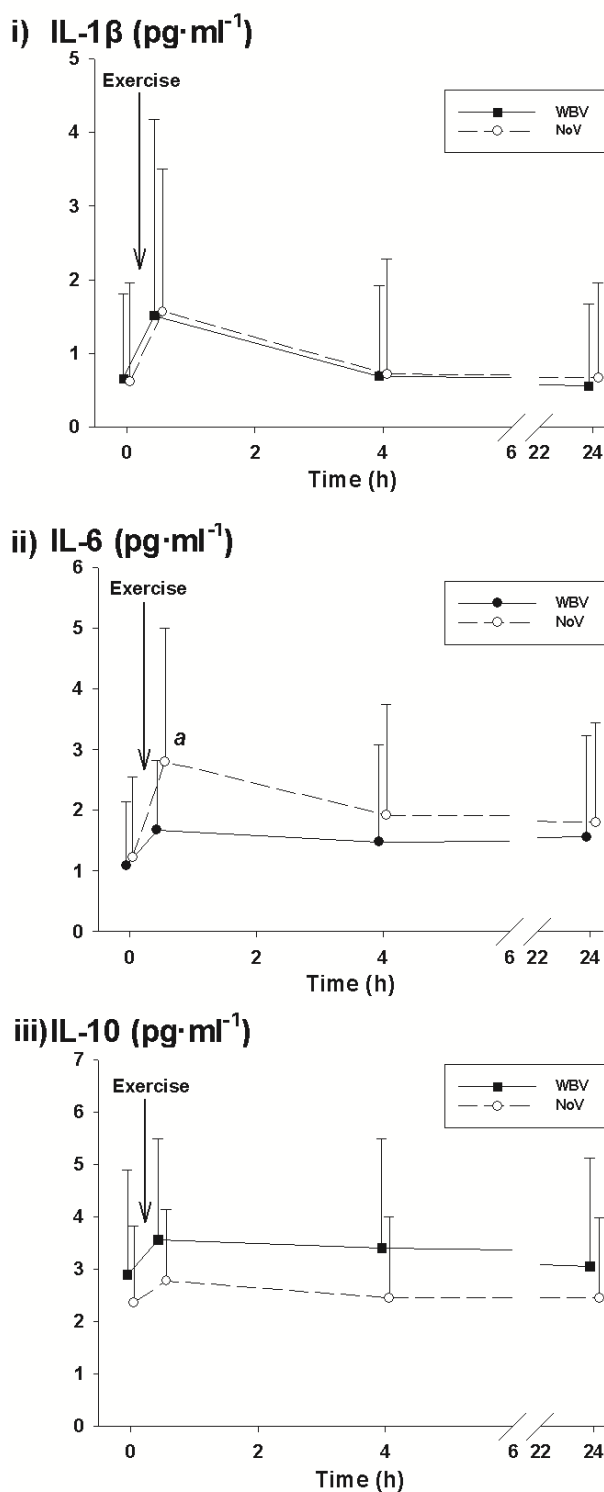 i) IL-1β (pg·ml⁻¹)
5
Exercise
WBV
NoV
4
3
2
1
0
0 2 4 6 22 24
Time (h)
ii) IL-6 (pg·ml⁻¹)
6
Exercise
WBV
NoV
5
4
a
3
2
1
0
0 2 4 6 22 24
Time (h)
iii) IL-10 (pg·ml⁻¹)
7
Exercise
WBV
NoV
6
5
4
3
2
1
0
0 2 4 6 22 24
Time (h)